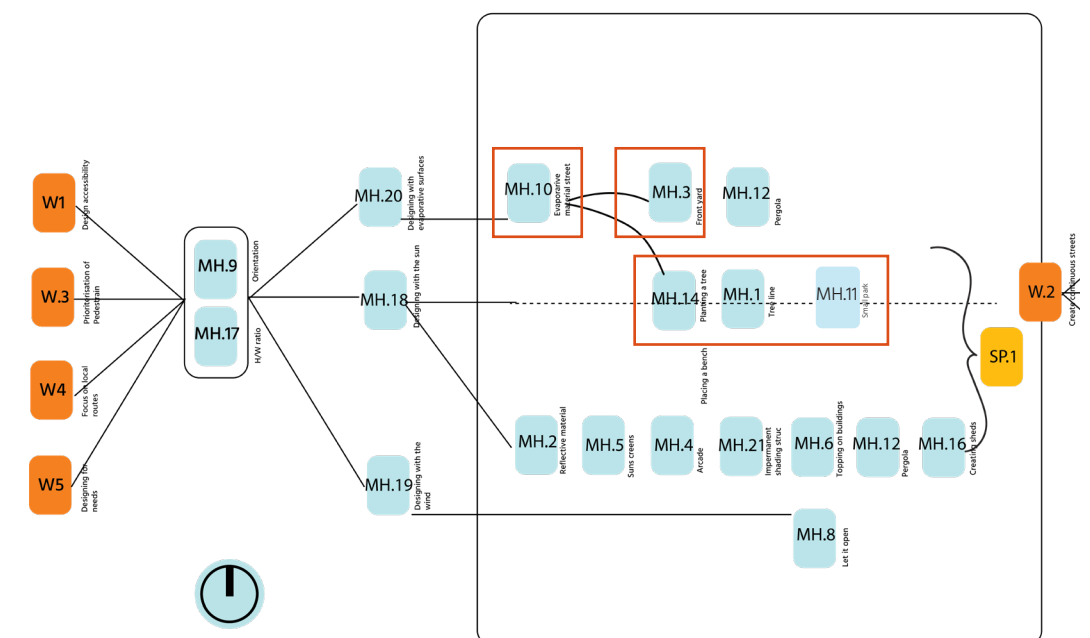 W1
Design accessibility
W.3
Prioriterisation of
Pedestrain
W4
Focus on local
routes
W5
Designing for
needs
MH.9
Orientation
MH.17
H/W ratio
MH.20
Designing with
evaporative surfaces
MH.18
Designing with the sun
MH.19
Designing with the
wind
MH.10
Evaporarive
material street
MH.3
Front yard
MH.12
Pergola
MH.14
Planting a tree
MH.1
Tree line
MH.11
Small park
Placing a bench
MH.2
Reflective material
MH.5
Suns creens
MH.4
Arcade
MH.21
Impermanent
shading struc
MH.6
Topping on buildings
MH.12
Pergola
MH.16
Creating sheds
MH.8
Let it open
SP.1
W.2
Create continuous streets